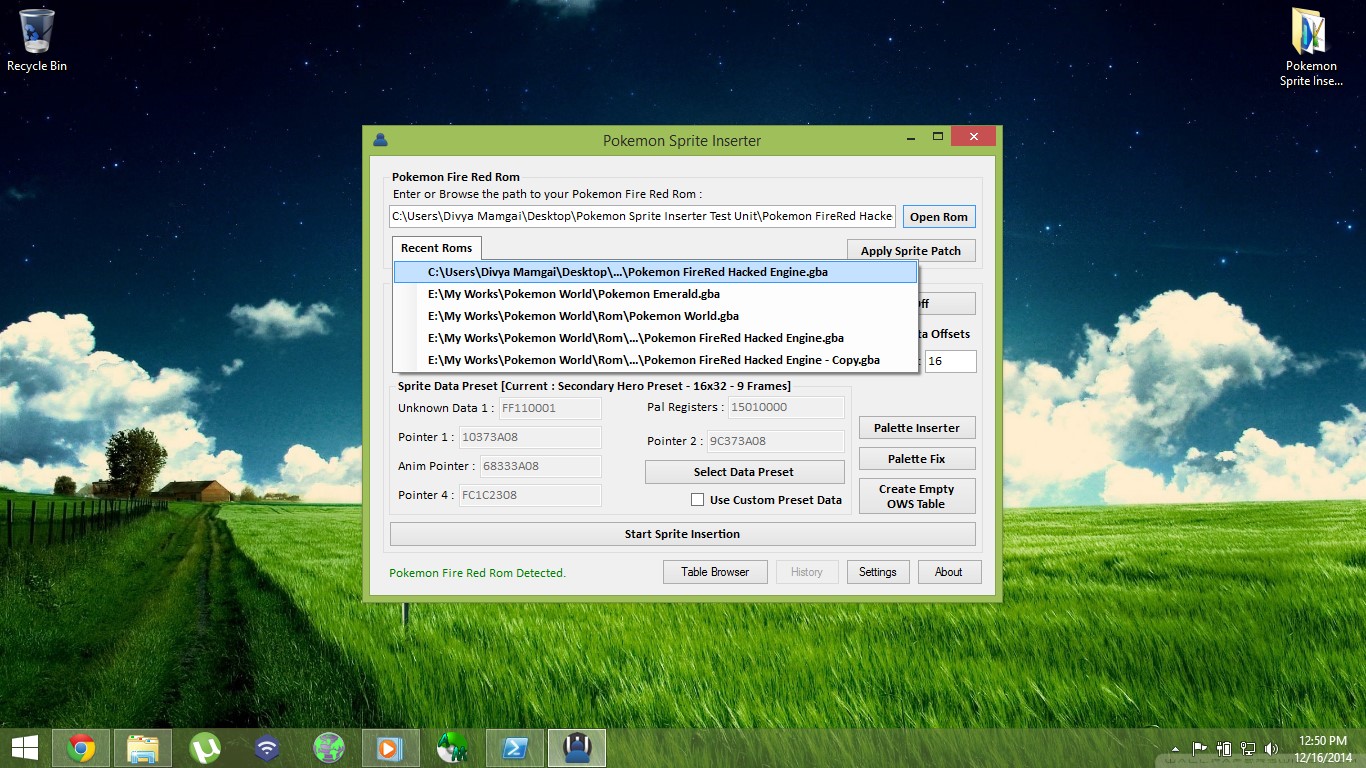 Recycle Bin
Pokemon
Sprite Inse...
Pokemon Sprite Inserter
Pokemon Fire Red Rom
Enter or Browse the path to your Pokemon Fire Red Rom :
C:\Users\Divya Mamgai\Desktop\Pokemon Sprite Inserter Test Unit\Pokemon FireRed Hacke
Open Rom
Recent Roms
Apply Sprite Patch
C:\Users\Divya Mamgai\Desktop\...\Pokemon FireRed Hacked Engine.gba
E:\My Works\Pokemon World\Pokemon Emerald.gba
E:\My Works\Pokemon World\Rom\Pokemon World.gba
E:\My Works\Pokemon World\Rom\...\Pokemon FireRed Hacked Engine.gba
E:\My Works\Pokemon World\Rom\...\Pokemon FireRed Hacked Engine - Copy.gba
Offsets
: 16
Sprite Data Preset [Current : Secondary Hero Preset - 16x32 - 9 Frames]
Unknown Data 1 : FF110001
Pal Registers : 15010000
Pointer 1 : 10373A08
Pointer 2 : 9C373A08
Anim Pointer : 68333A08
Select Data Preset
Pointer 4 : FC1C2308
Use Custom Preset Data
Palette Inserter
Palette Fix
Create Empty
OWS Table
Start Sprite Insertion
Pokemon Fire Red Rom Detected.
Table Browser
History
Settings
About
12:50 PM
12/16/2014